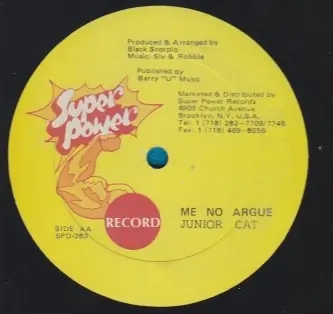 Produced & Arranged by
Black Scorpio
Music: Sly & Robbie
Published by
Barry "U" Music
Marketed & Distributed by
Super Power Records
4905 Church Avenue
Brooklyn, N.Y. U.S.A.
Tel: 1 (718) 282-7709/7746
Fax: 1 (718) 469-8056
Super
Power
RECORD
SIDE AA
SPD-283
ME NO ARGUE
JUNIOR CAT